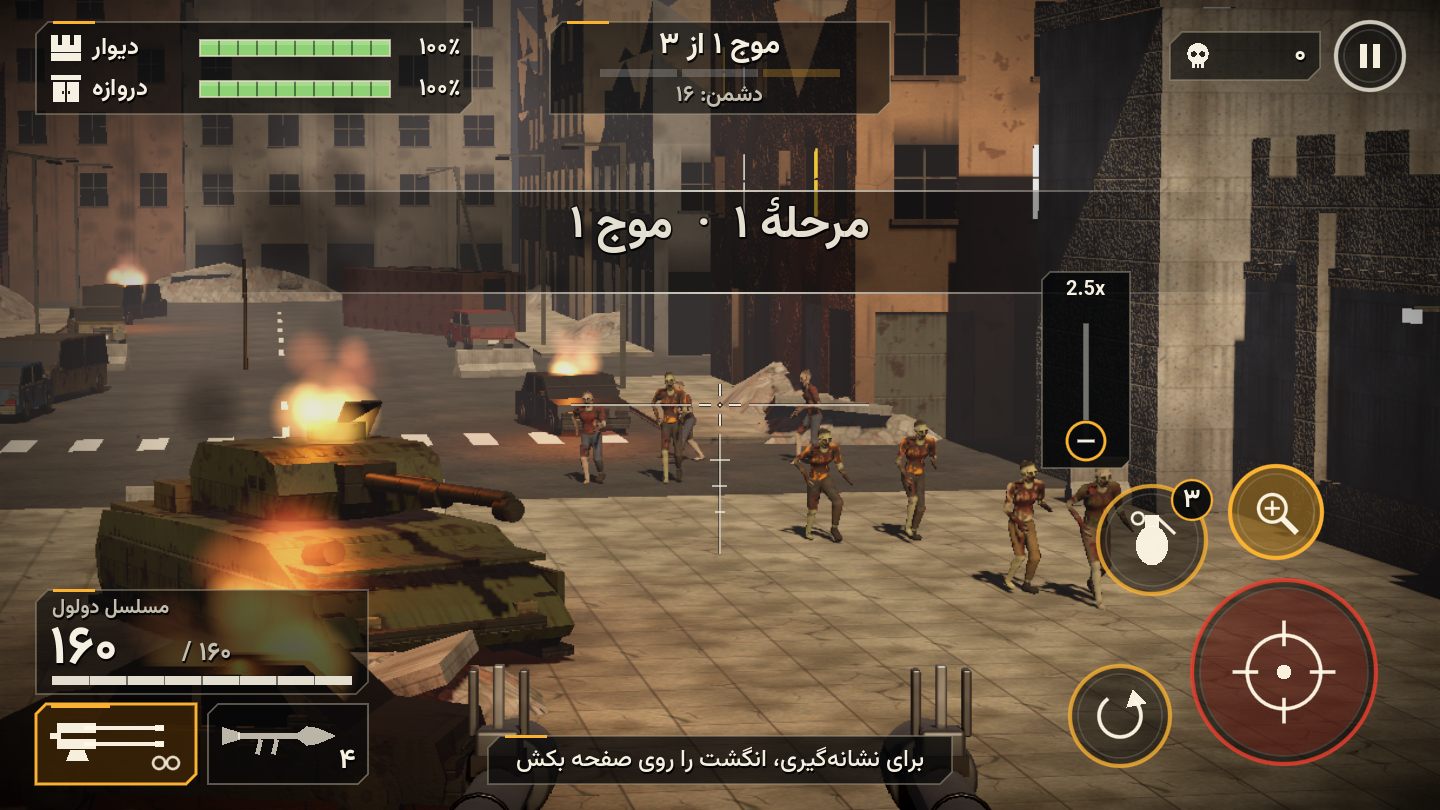 دیوار ۱۰۰٪
دروازه ۱۰۰٪
موج ۱ از ۳
دشمن: ۱۶
۰
مرحلهٔ ۱ · موج ۱
2.5x
۳
مسلسل دولول
۱۶۰ / ۱۶۰
∞
۴
برای نشانه‌گیری، انگشت را روی صفحه بکش